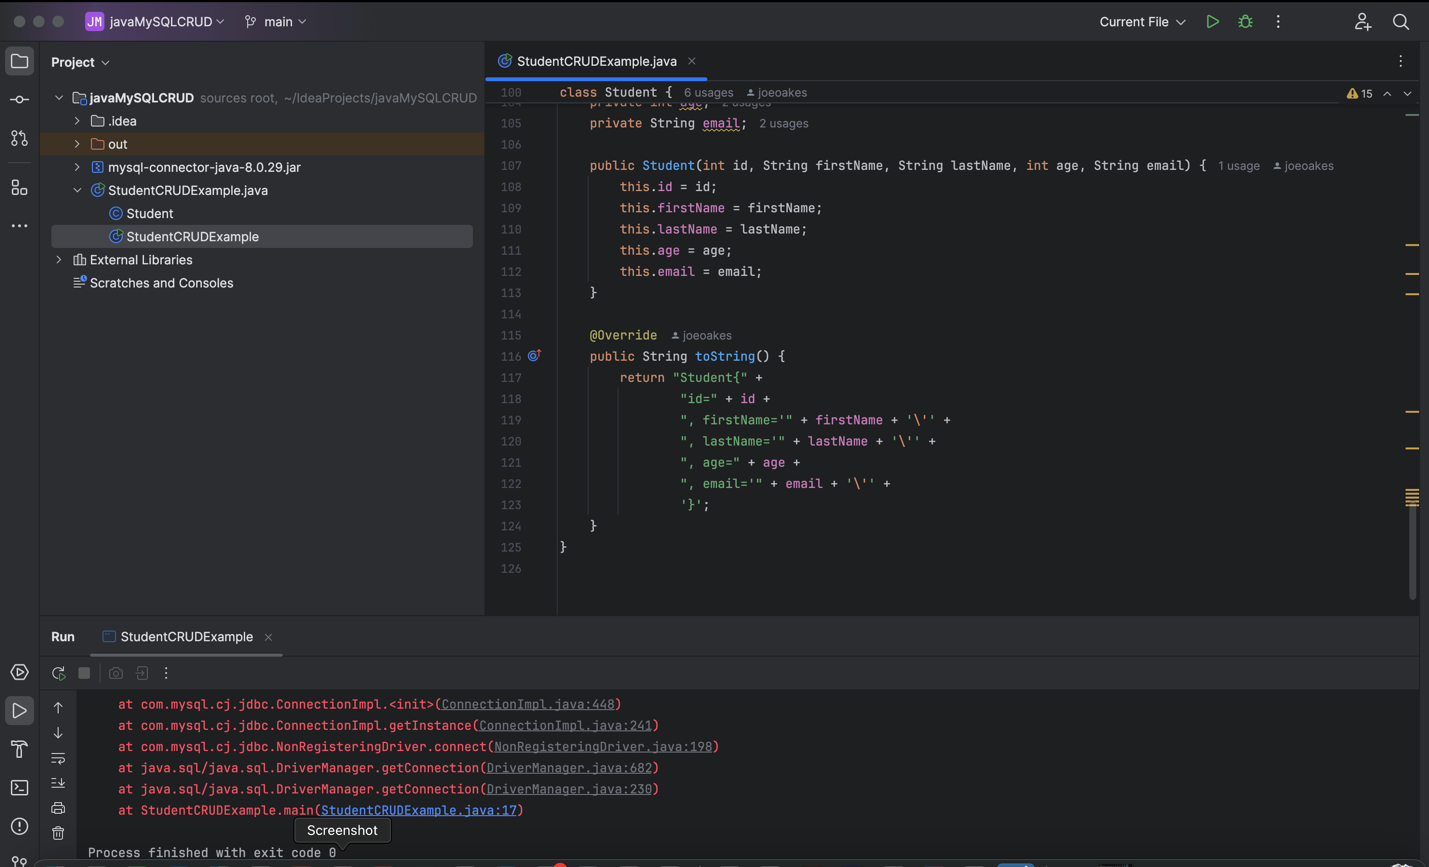 JM javaMySQLCRUD main Current File
Project
StudentCRUDExample.java
javaMySQLCRUD sources root, ~/IdeaProjects/javaMySQLCRUD
.idea
out
mysql-connector-java-8.0.29.jar
StudentCRUDExample.java
Student
StudentCRUDExample
External Libraries
Scratches and Consoles
100 class Student { 6 usages joeoakes
15
104 private int age; 2 usages
105 private String email; 2 usages
106
107 public Student(int id, String firstName, String lastName, int age, String email) { 1 usage joeoakes
108 this.id = id;
109 this.firstName = firstName;
110 this.lastName = lastName;
111 this.age = age;
112 this.email = email;
113 }
114
115 @Override joeoakes
116 public String toString() {
117 return "Student{" +
118 "id=" + id +
119 ", firstName='" + firstName + '\'' +
120 ", lastName='" + lastName + '\'' +
121 ", age=" + age +
122 ", email='" + email + '\'' +
123 '}';
124 }
125 }
126
Run StudentCRUDExample
at com.mysql.cj.jdbc.ConnectionImpl.<init>(ConnectionImpl.java:448)
at com.mysql.cj.jdbc.ConnectionImpl.getInstance(ConnectionImpl.java:241)
at com.mysql.cj.jdbc.NonRegisteringDriver.connect(NonRegisteringDriver.java:198)
at java.sql/java.sql.DriverManager.getConnection(DriverManager.java:682)
at java.sql/java.sql.DriverManager.getConnection(DriverManager.java:230)
at StudentCRUDExample.main(StudentCRUDExample.java:17)
Screenshot
Process finished with exit code 0